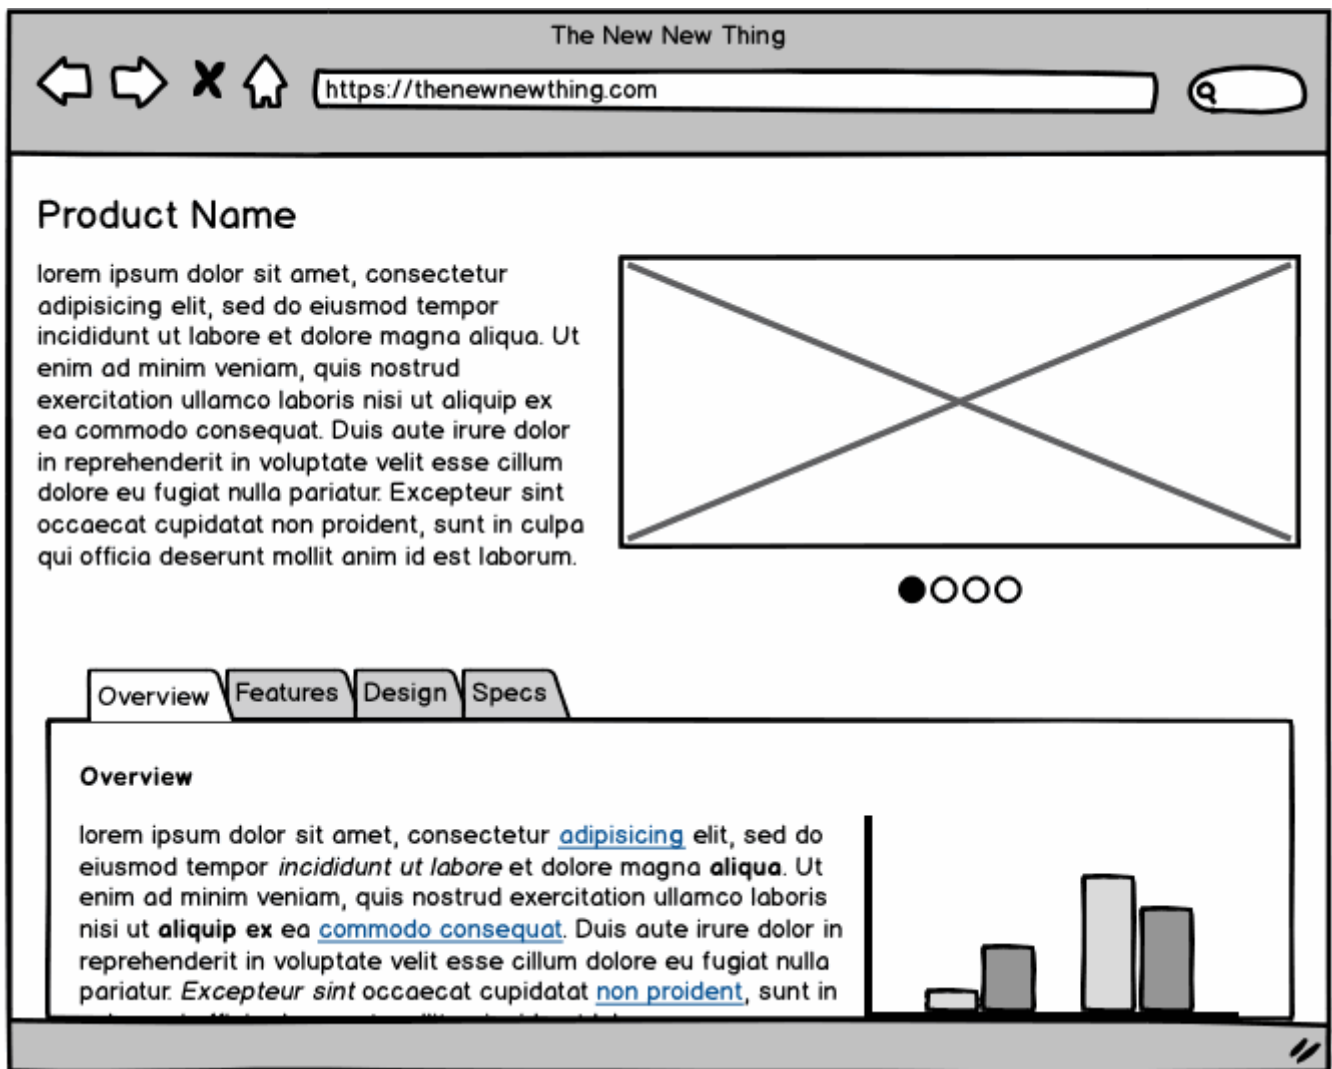 The New New Thing
https://thenewnewthing.com
Product Name
lorem ipsum dolor sit amet, consectetur
adipisicing elit, sed do eiusmod tempor
incididunt ut labore et dolore magna aliqua. Ut
enim ad minim veniam, quis nostrud
exercitation ullamco laboris nisi ut aliquip ex
ea commodo consequat. Duis aute irure dolor
in reprehenderit in voluptate velit esse cillum
dolore eu fugiat nulla pariatur. Excepteur sint
occaecat cupidatat non proident, sunt in culpa
qui officia deserunt mollit anim id est laborum.
Overview Features Design Specs
Overview
lorem ipsum dolor sit amet, consectetur adipisicing elit, sed do
eiusmod tempor incididunt ut labore et dolore magna aliqua. Ut
enim ad minim veniam, quis nostrud exercitation ullamco laboris
nisi ut aliquip ex ea commodo consequat. Duis aute irure dolor in
reprehenderit in voluptate velit esse cillum dolore eu fugiat nulla
pariatur. Excepteur sint occaecat cupidatat non proident, sunt in